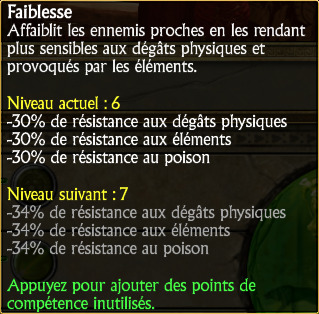 Faiblesse
Affaiblit les ennemis proches en les rendant
plus sensibles aux dégâts physiques et
provoqués par les éléments.
Niveau actuel : 6
-30% de résistance aux dégâts physiques
-30% de résistance aux éléments
-30% de résistance au poison
Niveau suivant : 7
-34% de résistance aux dégâts physiques
-34% de résistance aux éléments
-34% de résistance au poison
Appuyez pour ajouter des points de
compétence inutilisés.